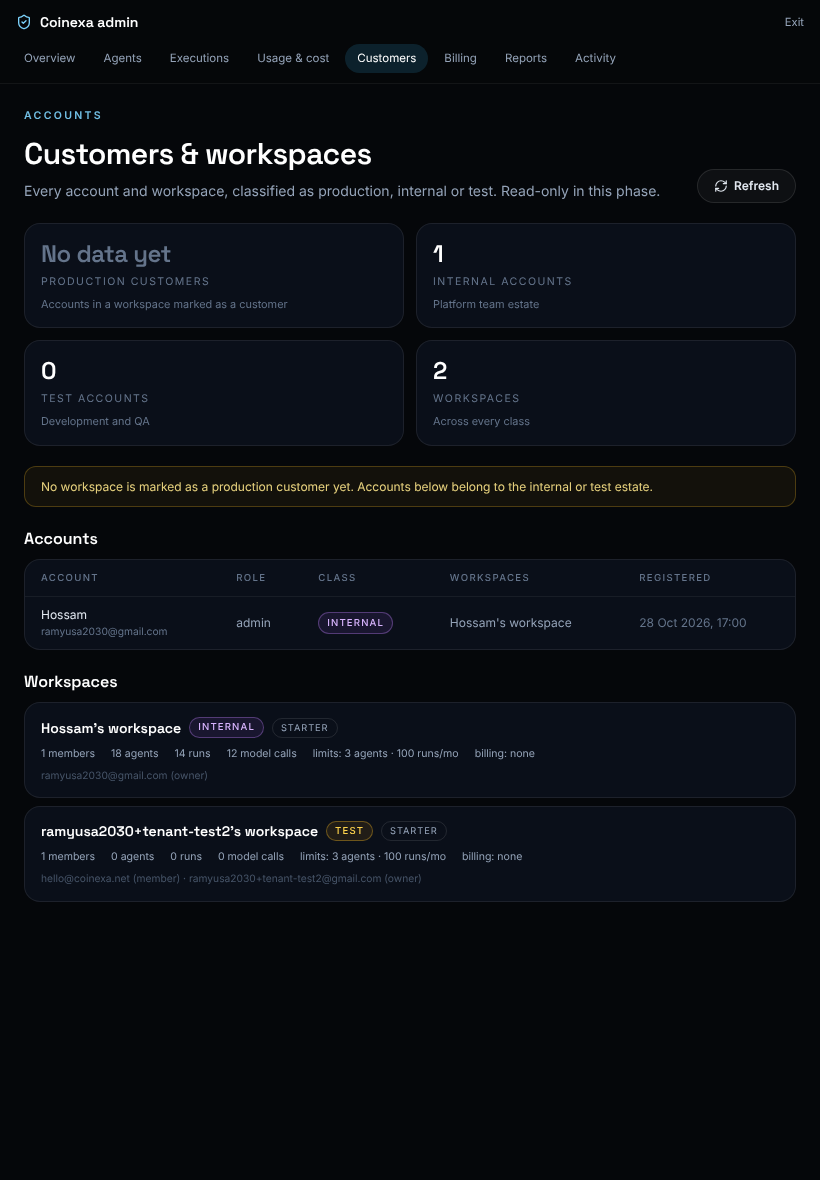 Coinexa admin
Exit
Overview Agents Executions Usage & cost Customers Billing Reports Activity
ACCOUNTS
Customers & workspaces
Every account and workspace, classified as production, internal or test. Read-only in this phase.
Refresh
No data yet
PRODUCTION CUSTOMERS
Accounts in a workspace marked as a customer
1
INTERNAL ACCOUNTS
Platform team estate
0
TEST ACCOUNTS
Development and QA
2
WORKSPACES
Across every class
No workspace is marked as a production customer yet. Accounts below belong to the internal or test estate.
Accounts
ACCOUNT ROLE CLASS WORKSPACES REGISTERED
Hossam
ramyusa2030@gmail.com
admin INTERNAL Hossam's workspace 28 Oct 2026, 17:00
Workspaces
Hossam's workspace INTERNAL STARTER
1 members 18 agents 14 runs 12 model calls limits: 3 agents · 100 runs/mo billing: none
ramyusa2030@gmail.com (owner)
ramyusa2030+tenant-test2's workspace TEST STARTER
1 members 0 agents 0 runs 0 model calls limits: 3 agents · 100 runs/mo billing: none
hello@coinexa.net (member) · ramyusa2030+tenant-test2@gmail.com (owner)